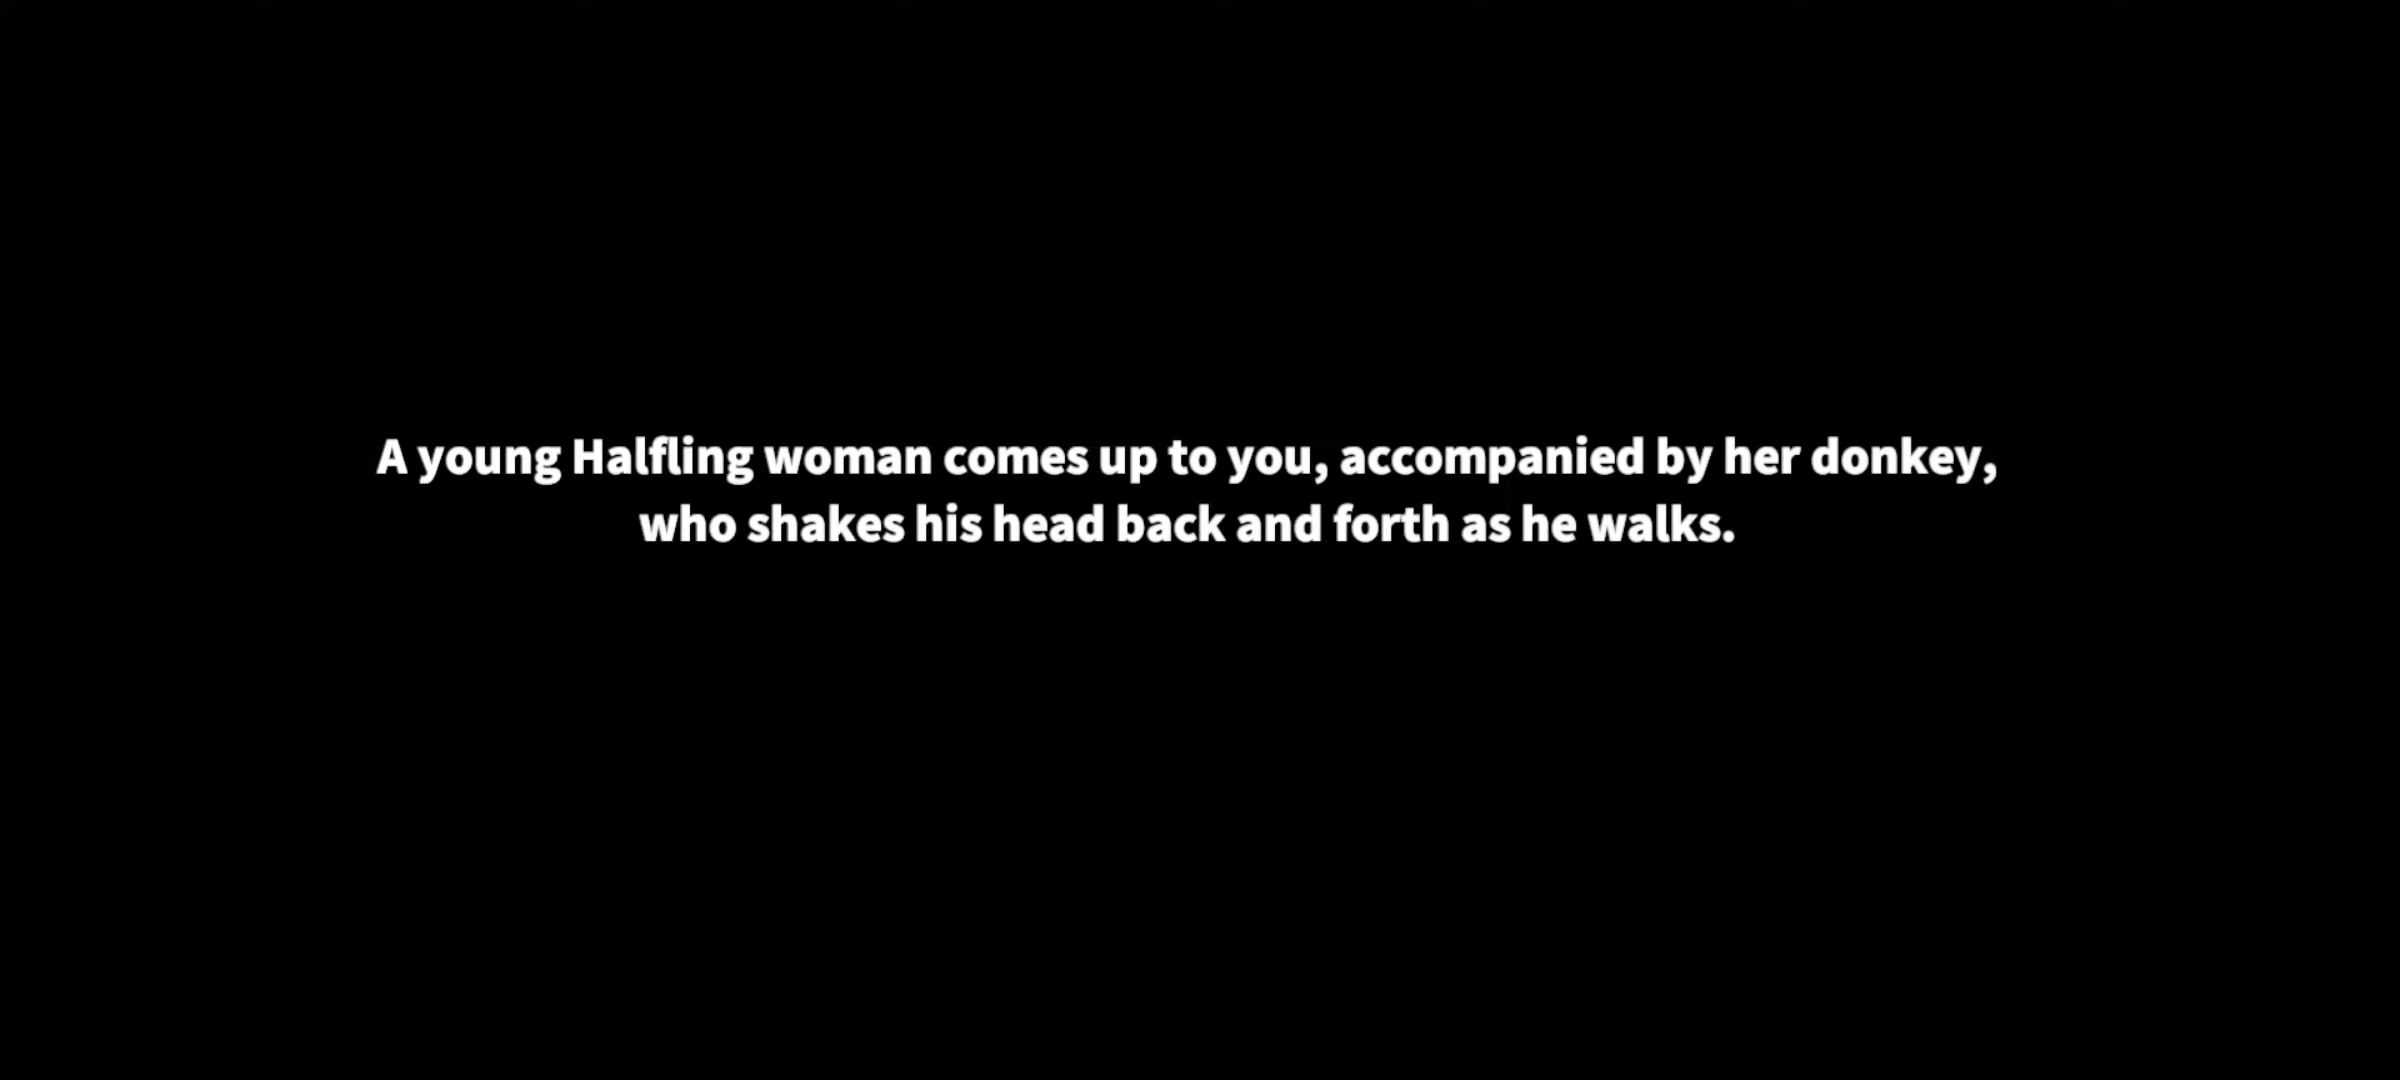 A young Halfling woman comes up to you, accompanied by her donkey,
who shakes his head back and forth as he walks.